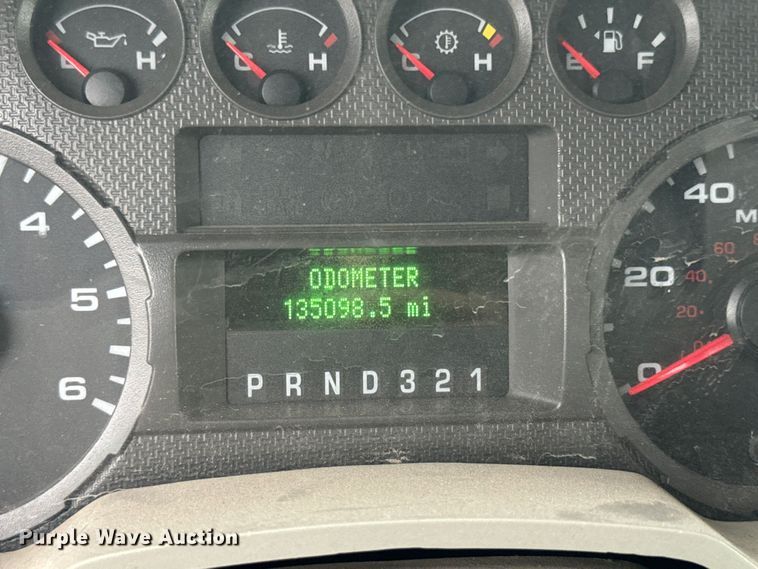 L H
C H
C H
E F
4
5
6
ODOMETER
135098.5 mi
P R N D 3 2 1
40
M
60
20
40
20
0
Purple Wave Auction